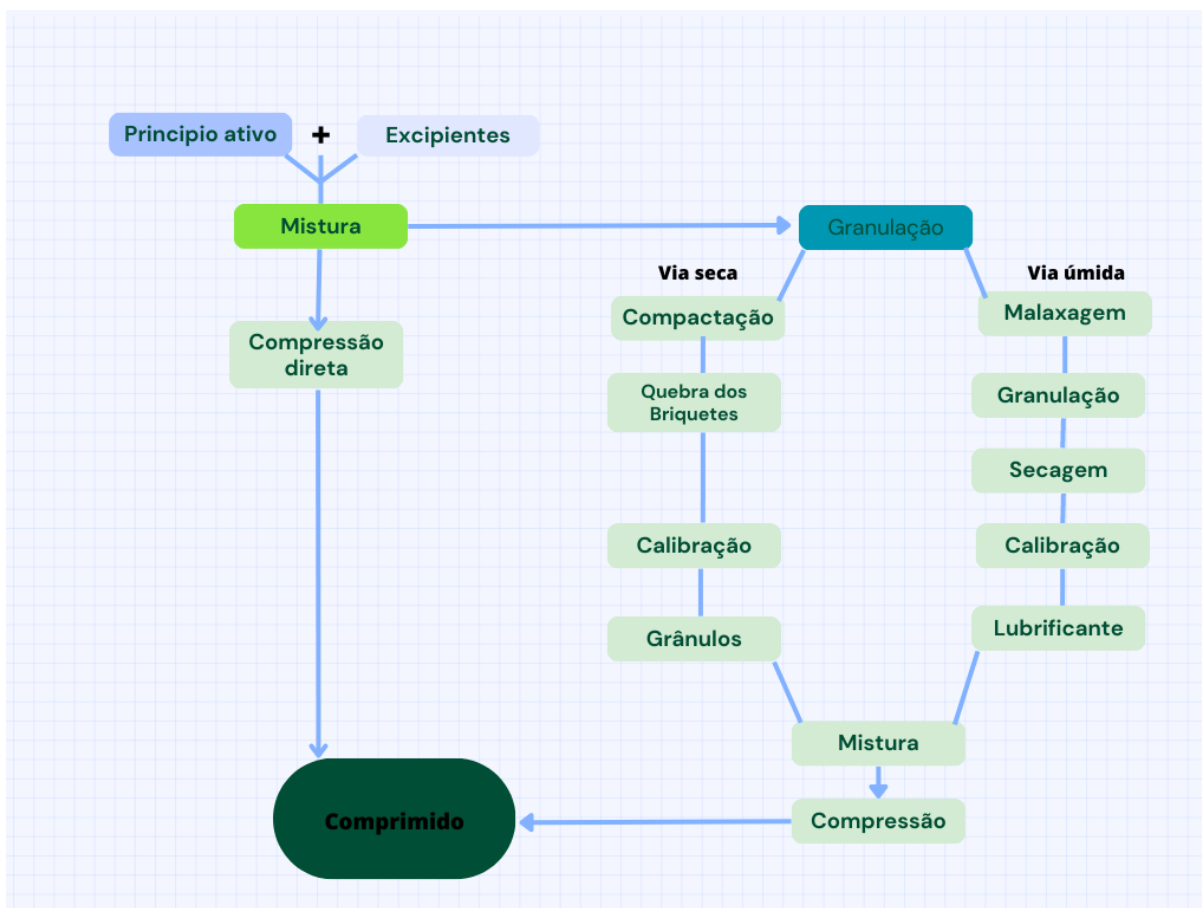 Principio ativo
+
Excipientes
Mistura
Granulação
Via seca
Via úmida
Compactação
Malaxagem
Compressão
direta
Quebra dos
Briquetes
Granulação
Secagem
Calibração
Calibração
Grânulos
Lubrificante
Mistura
Compressão
Comprimido